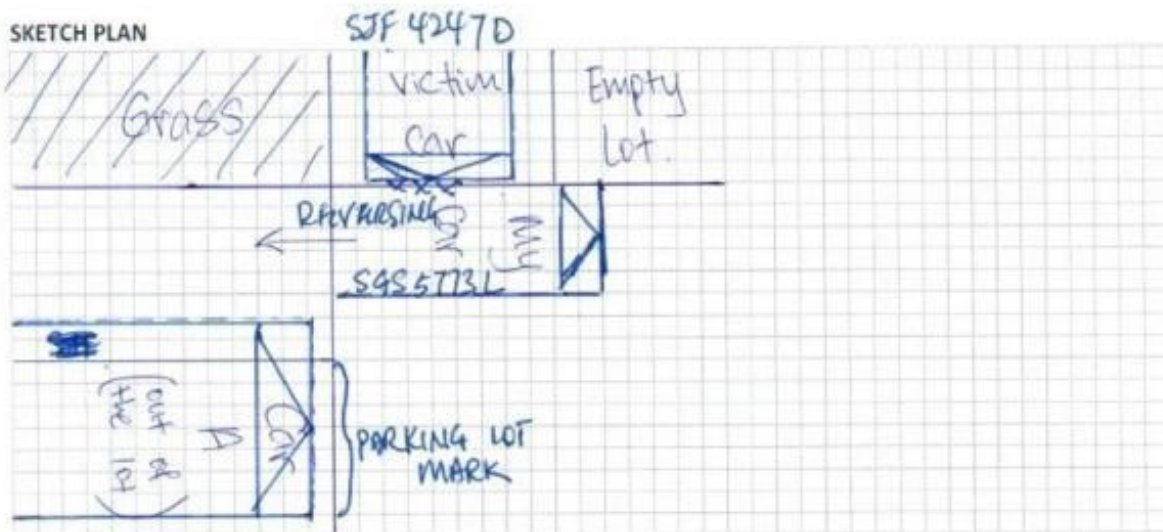 SKETCH PLAN
SJF 4247D
Grass
victim
car
Empty
Lot.
REVERSING
My
Car
SGS5773L
Car
A
(out of
the lot)
PARKING LOT
MARK